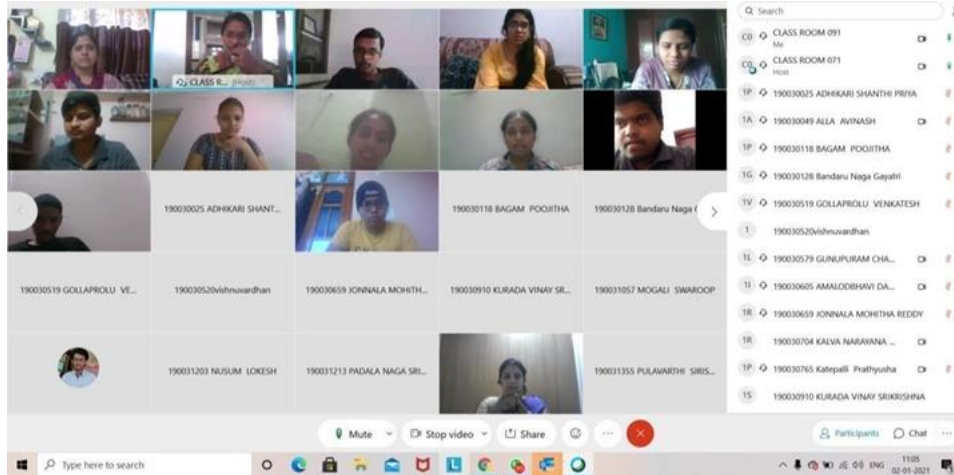 CLASS R... (Host)
190030025 ADHIKARI SHANT...
190030118 BAGAM POOJITHA
190030128 Bandaru Naga
190030519 GOLLAPROLU VE...
190030520vishnuvardhan
190030659 JONNALA MOHITH...
190030910 KURADA VINAY SR...
190031057 MOGALI SWAROOP
190031203 NUSUM LOKESH
190031213 PADALA NAGA SRI...
190031355 PULAVARTHI SIRIS...
Search
CO CLASS ROOM 091
Me
CO CLASS ROOM 071
Host
1P 190030025 ADHIKARI SHANTHI PRIYA
1A 190030049 ALLA AVINASH
1P 190030118 BAGAM POOJITHA
1G 190030128 Bandaru Naga Gayatri
1V 190030519 GOLLAPROLU VENKATESH
1 190030520vishnuvardhan
1L 190030579 GUNUPURAM CHA...
1I 190030605 AMALODBHAVI DA...
1R 190030659 JONNALA MOHITHA REDDY
1R 190030704 KALVA NARAYANA ...
1P 190030765 Katepalli Prathyusha
1S 190030910 KURADA VINAY SRIKRISHNA
Mute
Stop video
Share
Participants
Chat
Type here to search
ENG
11:05
02-01-2021